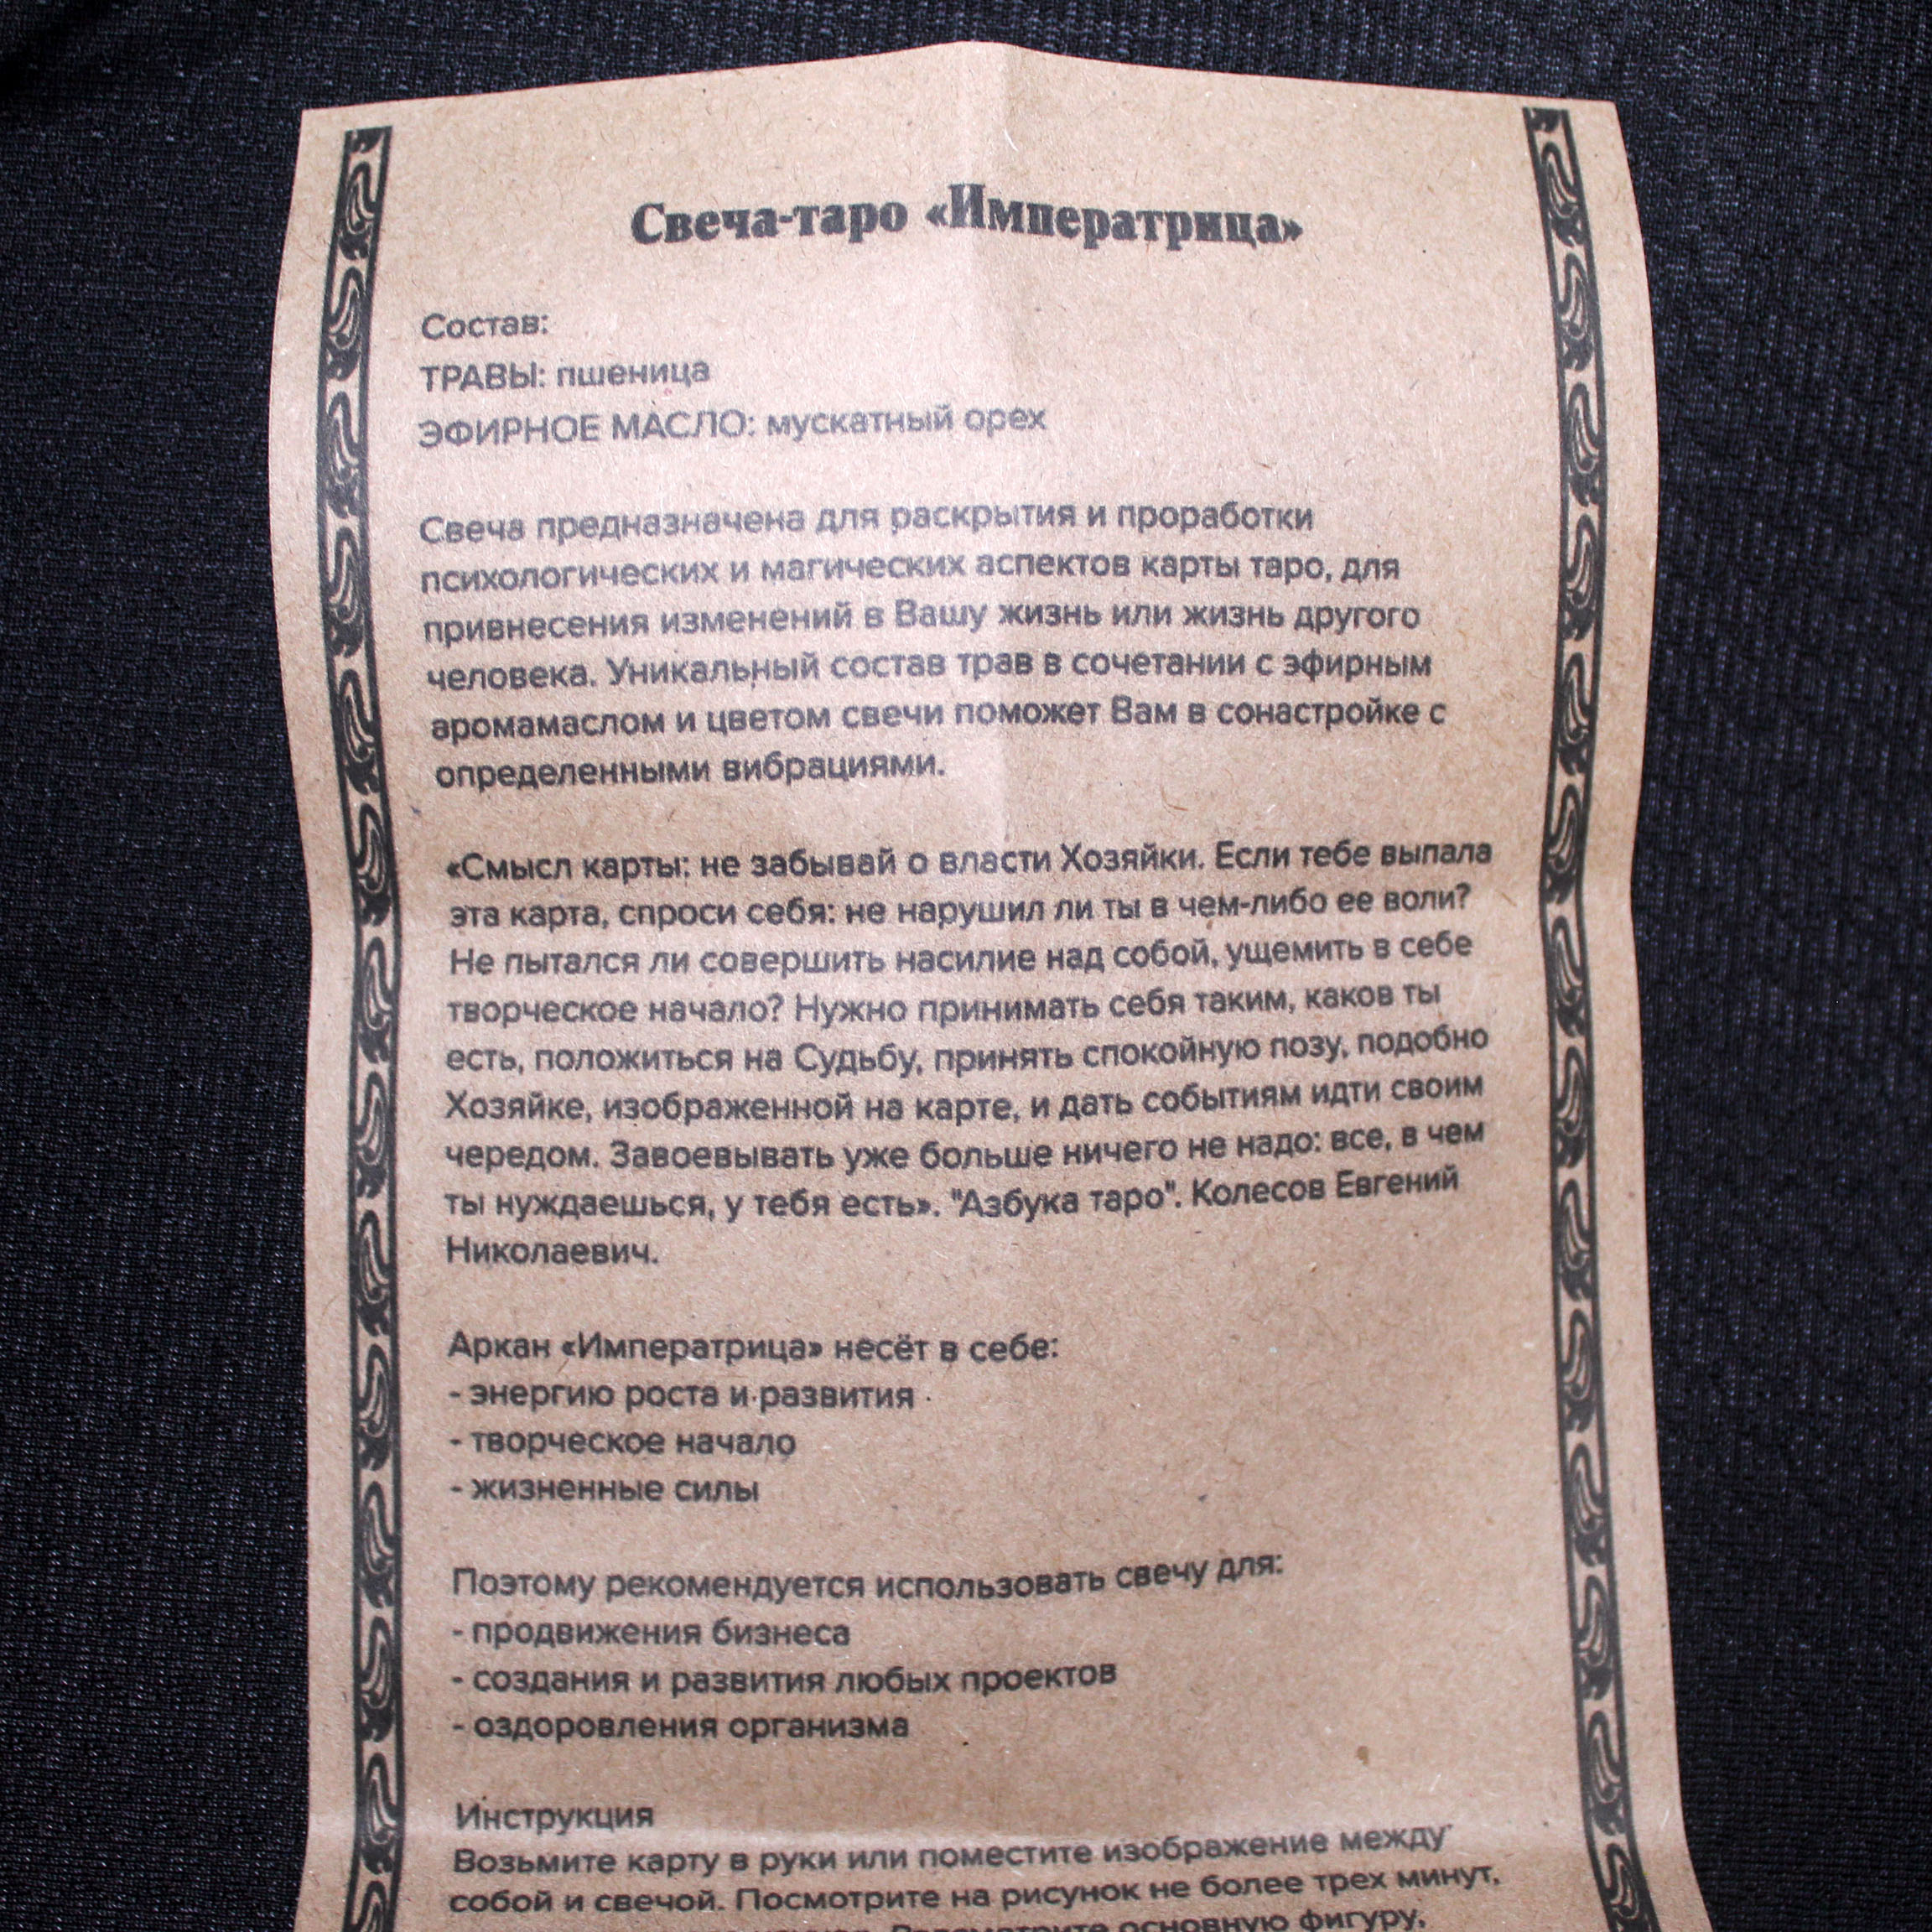 Свеча-таро «Императрица»
Состав:
ТРАВЫ: пшеница
ЭФИРНОЕ МАСЛО: мускатный орех
Свеча предназначена для раскрытия и проработки
психологических и магических аспектов карты таро, для
привнесения изменений в Вашу жизнь или жизнь другого
человека. Уникальный состав трав в сочетании с эфирным
аромамаслом и цветом свечи поможет Вам в сонастройке с
определенными вибрациями.
«Смысл карты: не забывай о власти Хозяйки. Если тебе выпала
эта карта, спроси себя: не нарушил ли ты в чем-либо ее воли?
Не пытался ли совершить насилие над собой, ущемить в себе
творческое начало? Нужно принимать себя таким, каков ты
есть, положиться на Судьбу, принять спокойную позу, подобно
Хозяйке, изображенной на карте, и дать событиям идти своим
чередом. Завоевывать уже больше ничего не надо: все, в чем
ты нуждаешься, у тебя есть». "Азбука таро". Колесов Евгений
Николаевич.
Аркан «Императрица» несёт в себе:
- энергию роста и развития
- творческое начало
- жизненные силы
Поэтому рекомендуется использовать свечу для:
- продвижения бизнеса
- создания и развития любых проектов
- оздоровления организма
Инструкция
Возьмите карту в руки или поместите изображение между
собой и свечой. Посмотрите на рисунок не более трех минут,
основную фигуру,